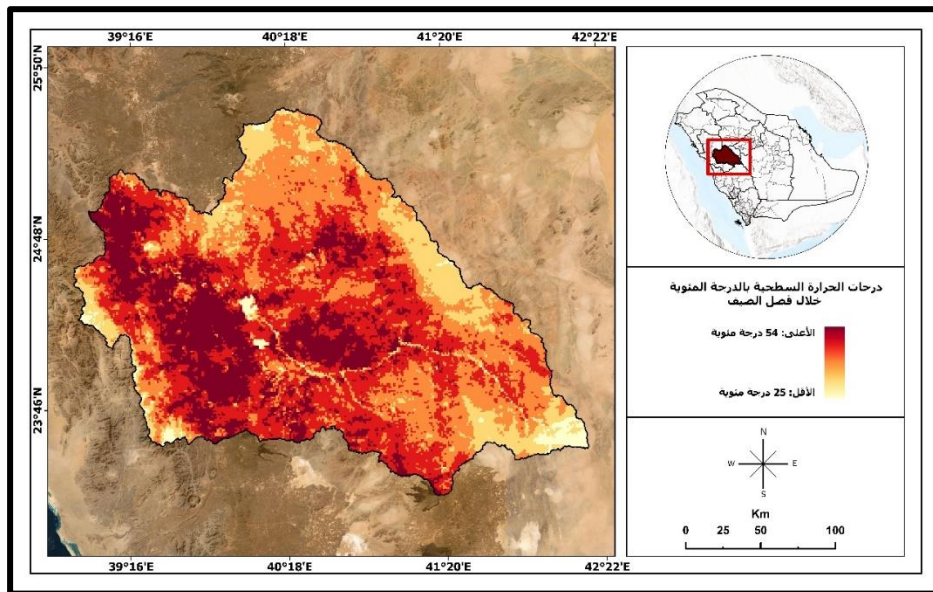 39°16'E 40°18'E 41°20'E 42°22'E
25°50'N
24°48'N
23°46'N
39°16'E 40°18'E 41°20'E 42°22'E
درجات الحرارة السطحية بالدرجة المئوية
خلال فصل الصيف
الأعلى: 54 درجة مئوية
الأقل: 25 درجة مئوية
N
W E
S
Km
0 25 50 100